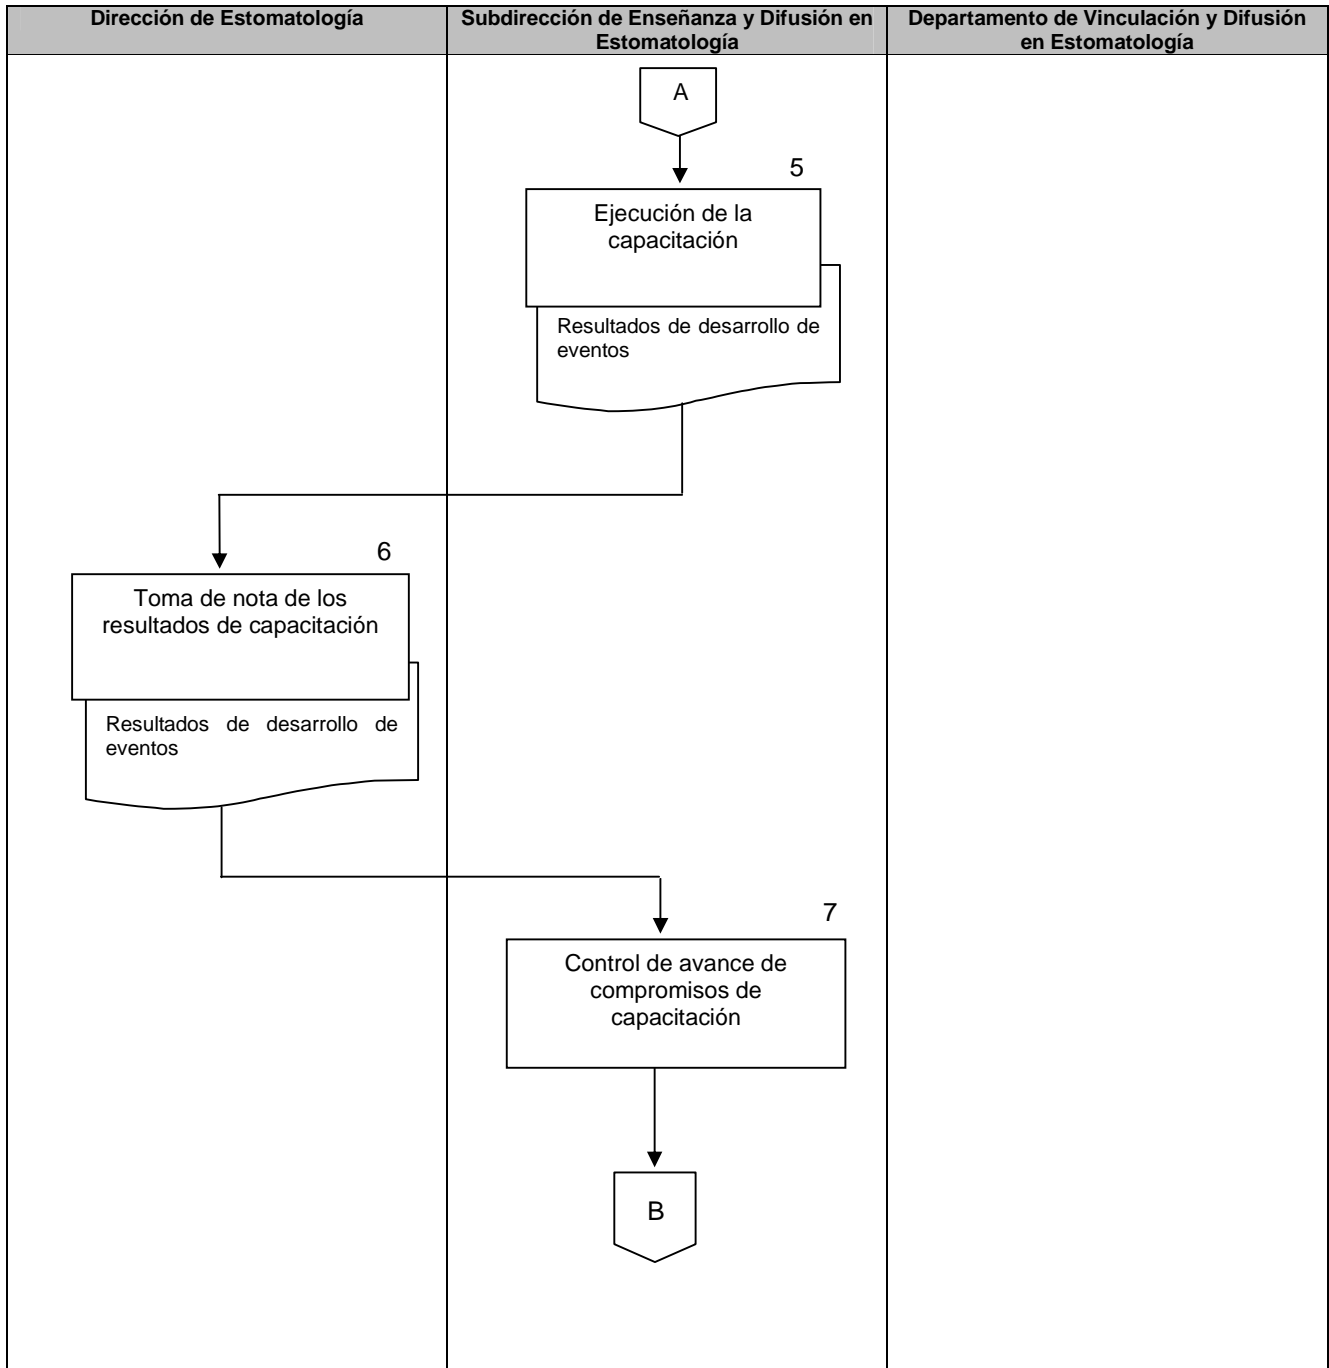 Dirección de Estomatología
Subdirección de Enseñanza y Difusión en
Estomatología
Departamento de Vinculación y Difusión
en Estomatología
A
5
Ejecución de la
capacitación
Resultados de desarrollo de
eventos
6
Toma de nota de los
resultados de capacitación
Resultados de desarrollo de
eventos
7
Control de avance de
compromisos de
capacitación
B